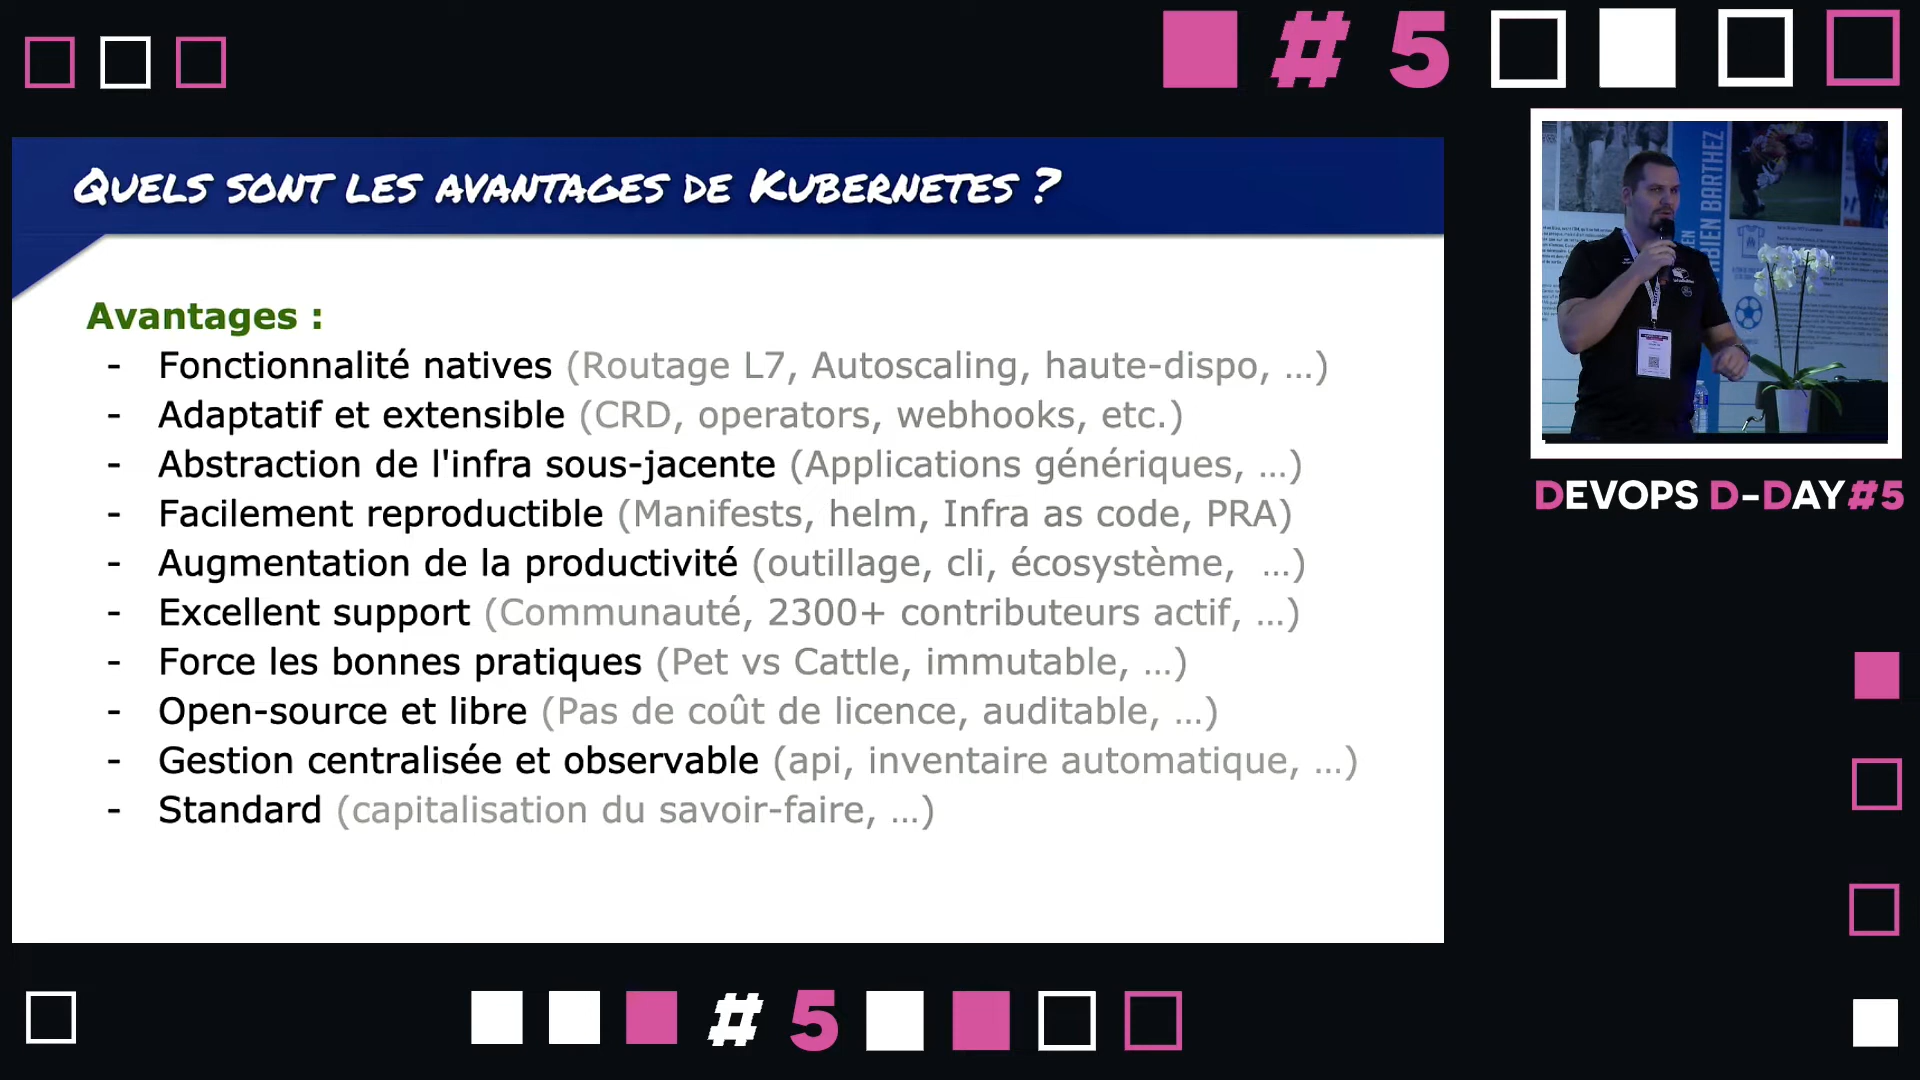 # 5
QUELS SONT LES AVANTAGES DE KUBERNETES ?
Avantages :
- Fonctionnalité natives (Routage L7, Autoscaling, haute-dispo, ...)
- Adaptatif et extensible (CRD, operators, webhooks, etc.)
- Abstraction de l'infra sous-jacente (Applications génériques, ...)
- Facilement reproductible (Manifests, helm, Infra as code, PRA)
- Augmentation de la productivité (outillage, cli, écosystème, ...)
- Excellent support (Communauté, 2300+ contributeurs actif, ...)
- Force les bonnes pratiques (Pet vs Cattle, immutable, ...)
- Open-source et libre (Pas de coût de licence, auditable, ...)
- Gestion centralisée et observable (api, inventaire automatique, ...)
- Standard (capitalisation du savoir-faire, ...)
BIEN BARTHEZ
DEVOPS D-DAY#5
# 5